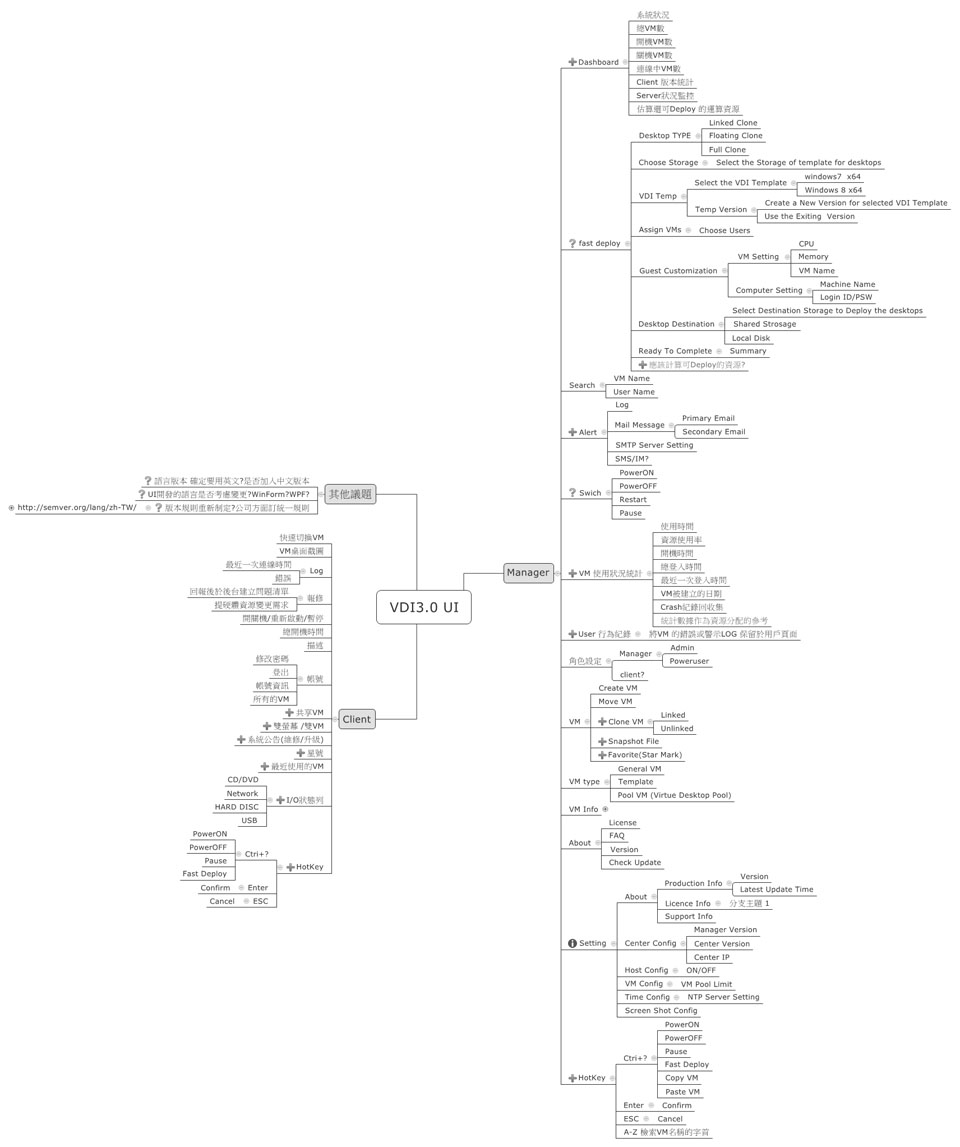 VDI3.0 UI
Manager
Dashboard
系統狀況
總VM數
開機VM數
關機VM數
連線中VM數
Client 版本統計
Server狀況監控
估算還可Deploy 的運算資源
fast deploy
Desktop TYPE
Linked Clone
Floating Clone
Full Clone
Choose Storage
Select the Storage of template for desktops
VDI Temp
Select the VDI Template
windows7 x64
Windows 8 x64
Temp Version
Create a New Version for selected VDI Template
Use the Exiting Version
Assign VMs
Choose Users
Guest Customization
VM Setting
CPU
Memory
VM Name
Computer Setting
Machine Name
Login ID/PSW
Desktop Destination
Select Destination Storage to Deploy the desktops
Shared Strosage
Local Disk
Ready To Complete
Summary
應該計算可Deploy的資源?
Search
VM Name
User Name
Alert
Log
Mail Message
Primary Email
Secondary Email
SMTP Server Setting
SMS/IM?
Swich
PowerON
PowerOFF
Restart
Pause
VM 使用狀況統計
使用時間
資源使用率
開機時間
總登入時間
最近一次登入時間
VM被建立的日期
Crash紀錄回收集
統計數據作為資源分配的參考
User 行為紀錄
將VM 的錯誤或警示LOG 保留於用戶頁面
角色設定
Manager
Admin
Poweruser
client?
VM
Create VM
Move VM
Clone VM
Linked
Unlinked
Snapshot File
Favorite(Star Mark)
VM type
General VM
Template
Pool VM (Virtue Desktop Pool)
VM Info
About
License
FAQ
Version
Check Update
Setting
About
Production Info
Version
Latest Update Time
Licence Info
分支主題 1
Support Info
Center Config
Manager Version
Center Version
Center IP
Host Config
ON/OFF
VM Config
VM Pool Limit
Time Config
NTP Server Setting
Screen Shot Config
HotKey
Ctrl+?
PowerON
PowerOFF
Pause
Fast Deploy
Copy VM
Paste VM
Enter
Confirm
ESC
Cancel
A-Z 檢索VM名稱的字首
其他議題
語言版本 確定要用英文?是否加入中文版本
UI開發的語言是否考慮變更?WinForm?WPF?
版本規則重新制定?公司方面訂統一規則
http://semver.org/lang/zh-TW/
Client
快速切換VM
VM桌面截圖
Log
最近一次連線時間
錯誤
報修
回報後於後台建立問題清單
提硬體資源變更需求
開關機/重新啟動/暫停
總開機時間
描述
帳號
修改密碼
登出
帳號資訊
所有的VM
共享VM
雙螢幕 /雙VM
系統公告(維修/升級)
星號
最近使用的VM
I/O狀態列
CD/DVD
Network
HARD DISC
USB
HotKey
Ctrl+?
PowerON
PowerOFF
Pause
Fast Deploy
Enter
Confirm
ESC
Cancel